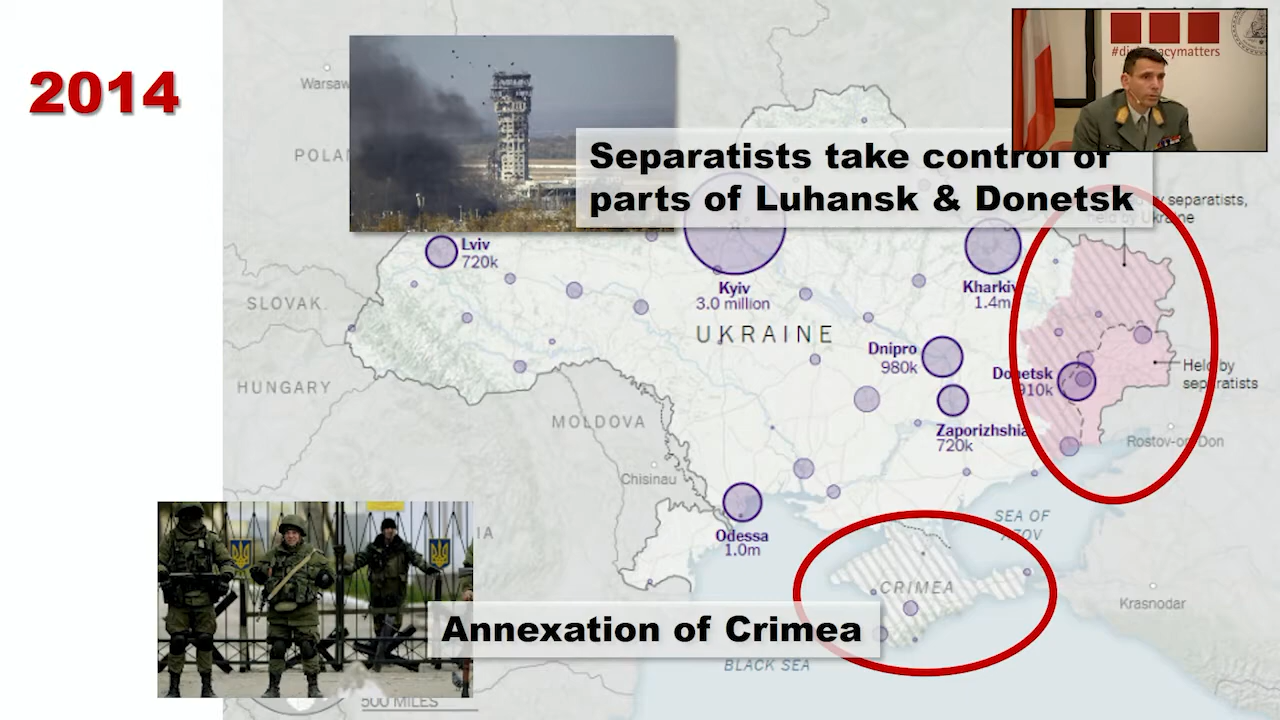 2014
#diplomacymatters
Warsaw
Separatists take control of
parts of Luhansk & Donetsk
by separatists,
held by Ukraine
Lviv
720k
Kyiv
3.0 million
Kharkiv
1.4m
SLOVAK.
UKRAINE
Dnipro
980k
Donetsk
910k
Held by
separatists
HUNGARY
MOLDOVA
Zaporizhshia
720k
Rostov-on-Don
Chisinau
Odessa
1.0m
SEA OF
AZOV
CRIMEA
Krasnodar
Annexation of Crimea
BLACK SEA
500 MILES